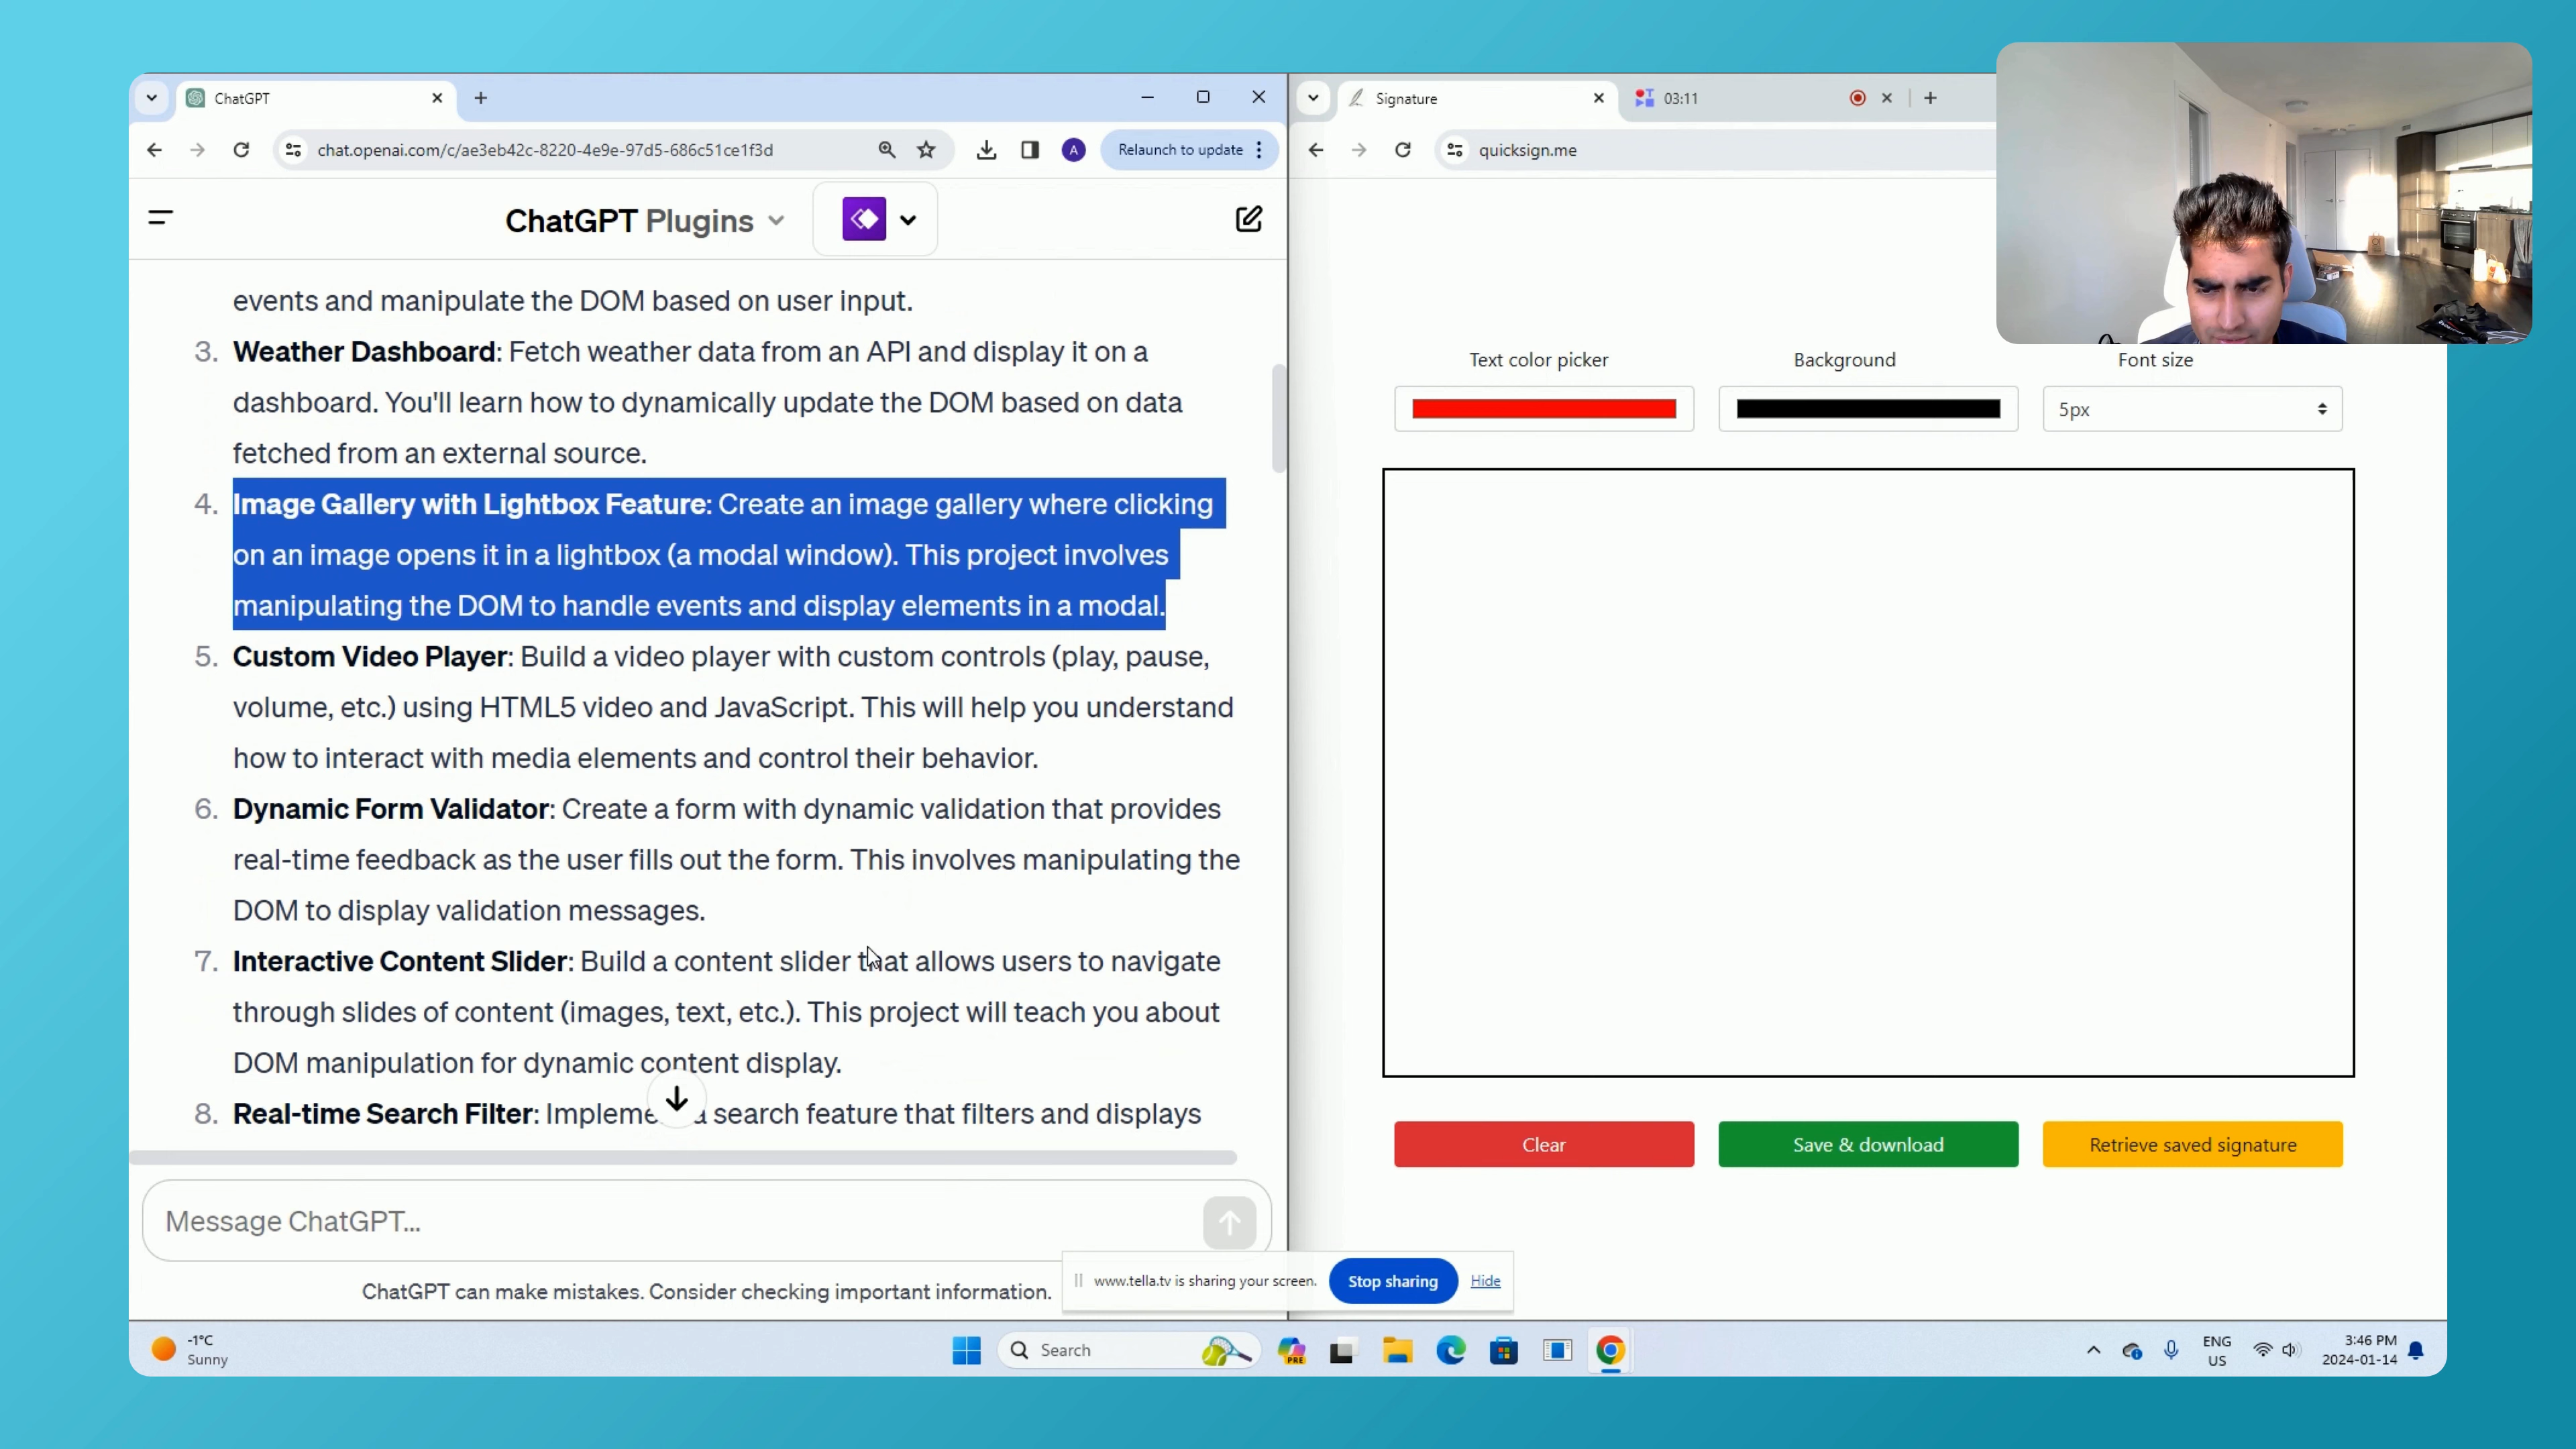 ChatGPT
chat.openai.com/c/ae3eb42c-8220-4e9e-97d5-686c51ce1f3d
A
Relaunch to update
ChatGPT Plugins
events and manipulate the DOM based on user input.
3. Weather Dashboard: Fetch weather data from an API and display it on a
dashboard. You'll learn how to dynamically update the DOM based on data
fetched from an external source.
4. Image Gallery with Lightbox Feature: Create an image gallery where clicking
on an image opens it in a lightbox (a modal window). This project involves
manipulating the DOM to handle events and display elements in a modal.
5. Custom Video Player: Build a video player with custom controls (play, pause,
volume, etc.) using HTML5 video and JavaScript. This will help you understand
how to interact with media elements and control their behavior.
6. Dynamic Form Validator: Create a form with dynamic validation that provides
real-time feedback as the user fills out the form. This involves manipulating the
DOM to display validation messages.
7. Interactive Content Slider: Build a content slider that allows users to navigate
through slides of content (images, text, etc.). This project will teach you about
DOM manipulation for dynamic content display.
8. Real-time Search Filter: a search feature that filters and displays
Message ChatGPT...
ChatGPT can make mistakes. Consider checking important information.
Signature
03:11
quicksign.me
Text color picker
Background
Font size
5px
Clear
Save & download
Retrieve saved signature
www.tella.tv is sharing your screen.
Stop sharing
Hide
-1°C
Sunny
Search
PRE
ENG
US
3:46 PM
2024-01-14